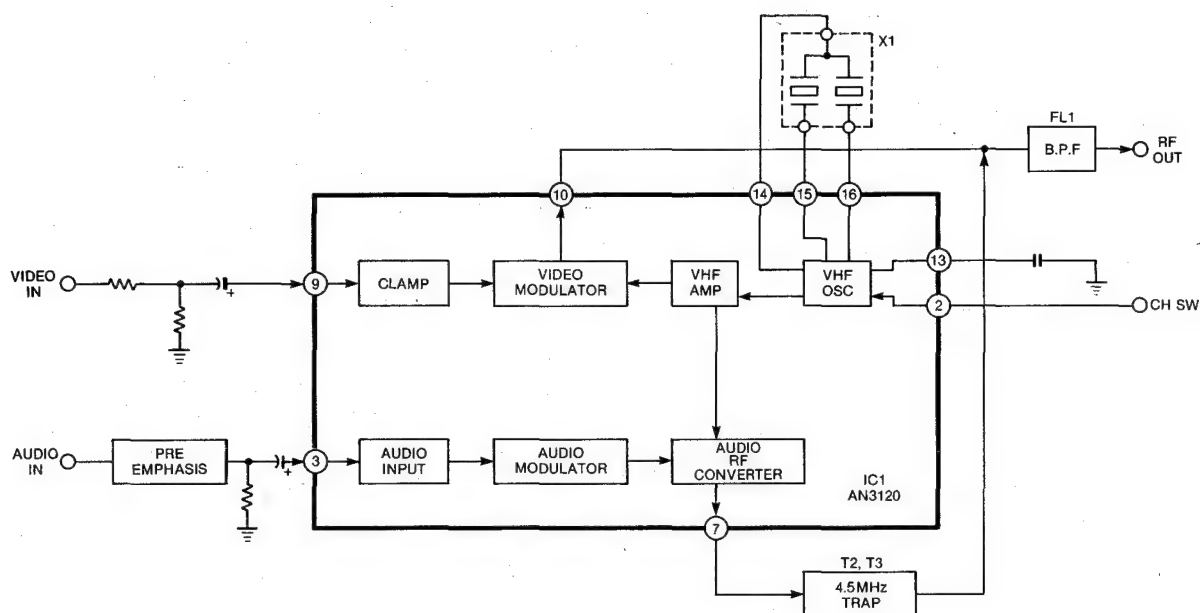 X1
FL1
B.P.F
RF
OUT
10
14
15
16
VIDEO
IN
+
9
CLAMP
VIDEO
MODULATOR
VHF
AMP
VHF
OSC
13
2
CH SW
AUDIO
IN
PRE
EMPHASIS
+
3
AUDIO
INPUT
AUDIO
MODULATOR
AUDIO
RF
CONVERTER
IC1
AN3120
7
T2, T3
4.5MHz
TRAP